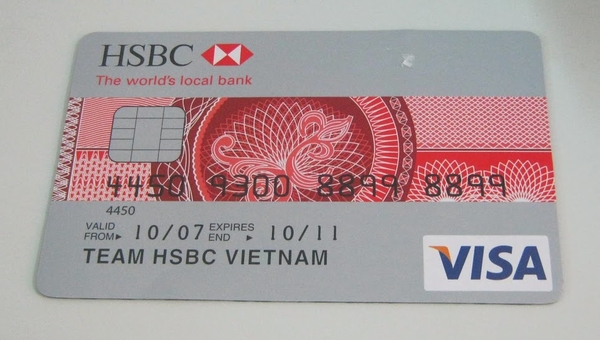 HSBC
The world's local bank
4450 9300 8899 8899
4450
VALID FROM 10/07 EXPIRES END 10/11
TEAM HSBC VIETNAM
VISA